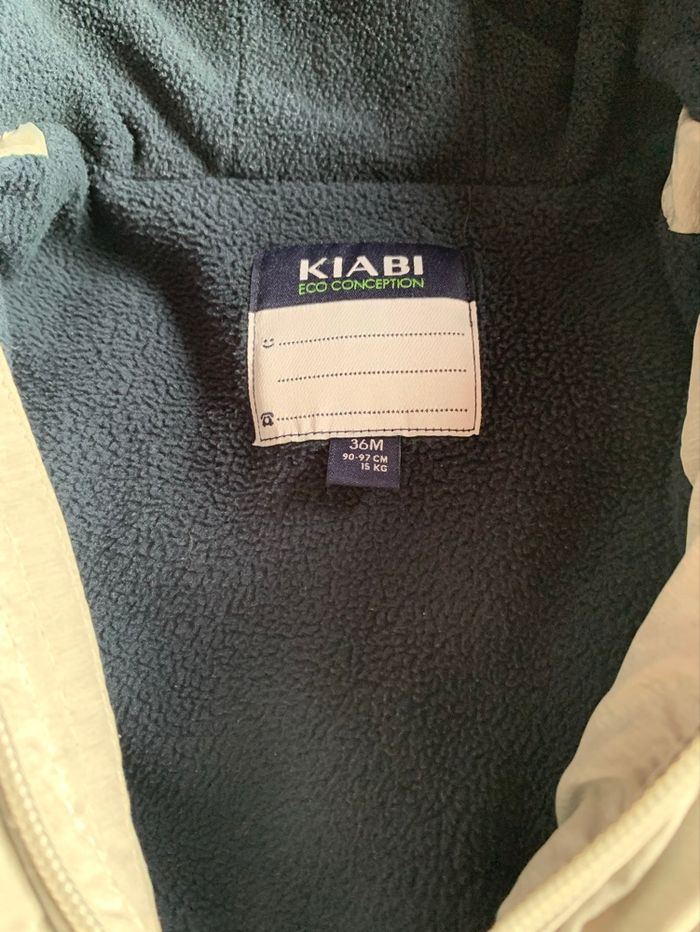 KIABI
ECO CONCEPTION
36M
90-97 CM
15 KG